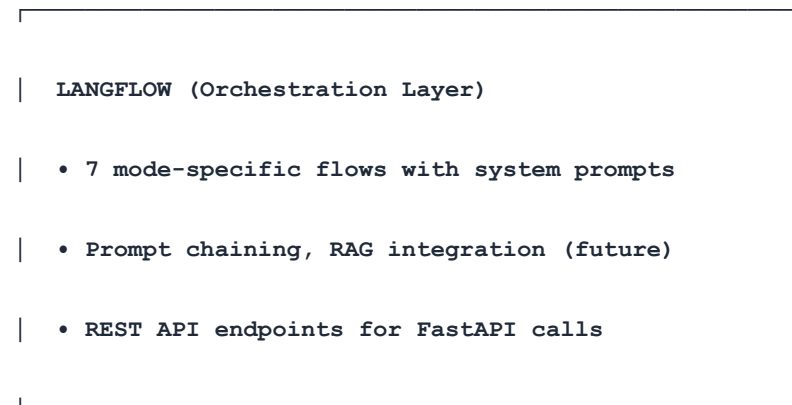 LANGFLOW (Orchestration Layer)
• 7 mode-specific flows with system prompts
• Prompt chaining, RAG integration (future)
• REST API endpoints for FastAPI calls